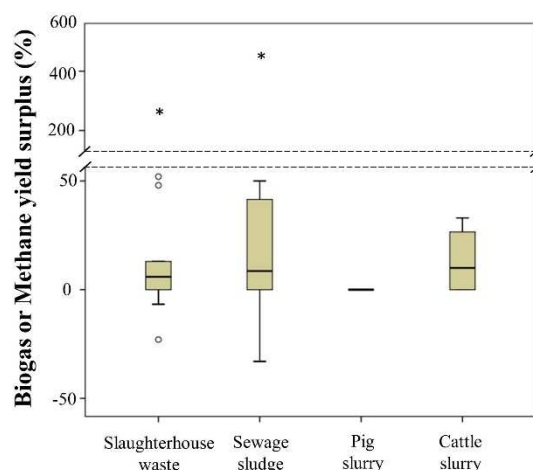 Biogas or Methane yield surplus (%)
600
400
200
50
0
-50
Slaughterhouse
waste
Sewage
sludge
Pig
slurry
Cattle
slurry